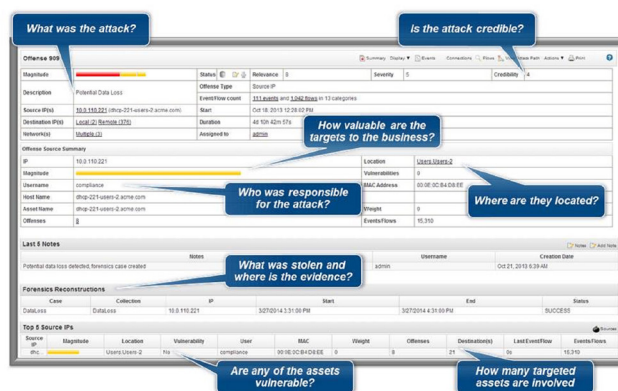 What was the attack?
Is the attack credible?
Offense 909
Summary Display Events Connections Flows View Attack Path Actions Print
Magnitude Status Relevance 0 Severity 5 Credibility 4
Description Potential Data Loss Offense Type Source IP
Event/Flow count 111 events and 1,042 flows in 13 categories
Source IP(s) 10.0.110.221 (dhcp-221-users-2.acme.com) Start Oct 18, 2013 12:28:02 PM
Destination IP(s) Local (2) Remote (376) Duration 4d 10h 42m 57s
Network(s) Multiple (3) Assigned to admin
How valuable are the
targets to the business?
Offense Source Summary
IP 10.0.110.221 Location Users.Users-2
Magnitude Vulnerabilities 0
Username compliance MAC Address 00:0E:0C:B4:D8:EE
Host Name dhcp-221-users-2.acme.com
Asset Name dhcp-221-users-2.acme.com Weight 0
Offenses 8 Events/Flows 15,310
Who was responsible
for the attack?
Where are they located?
Last 5 Notes Notes Add Note
Notes Username Creation Date
Potential data loss detected, forensics case created admin Oct 21, 2013 6:39 AM
What was stolen and
where is the evidence?
Forensics Reconstructions
Case Collection IP Start End Status
DataLoss DataLoss 10.0.110.221 3/27/2014 3:31:00 PM 3/27/2014 4:31:00 PM SUCCESS
Top 5 Source IPs Sources
Source IP Magnitude Location Vulnerability User MAC Weight Offenses Destination(s) Last Event/Flow Events/Flows
dhc... Users.Users-2 No compliance 00:0E:0C:B4:D8:EE 0 8 21
Are any of the assets
vulnerable?
How many targeted
assets are involved